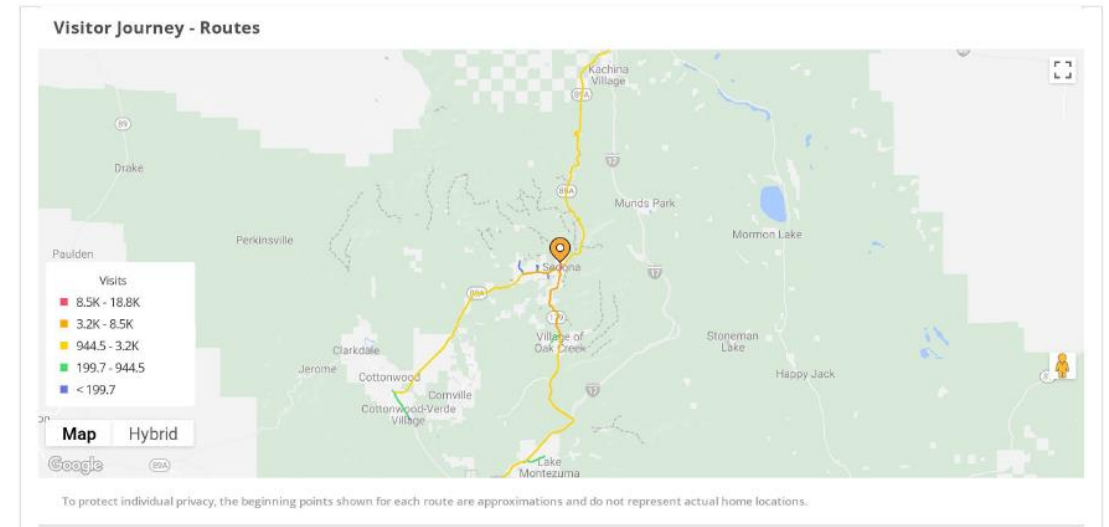 Visitor Journey - Routes
Kachina
Village
89A
89
17
Drake
89A
Munds Park
Perkinsville
Mormon Lake
Paulden
Sedona
17
Visits
8.5K - 18.8K
3.2K - 8.5K
944.5 - 3.2K
199.7 - 944.5
< 199.7
89A
179
Village of
Oak Creek
Stoneman
Lake
Clarkdale
Jerome
Cottonwood
Happy Jack
Cornville
17
Cottonwood-Verde
Village
Map
Hybrid
Google
89A
Lake
Montezuma
To protect individual privacy, the beginning points shown for each route are approximations and do not represent actual home locations.